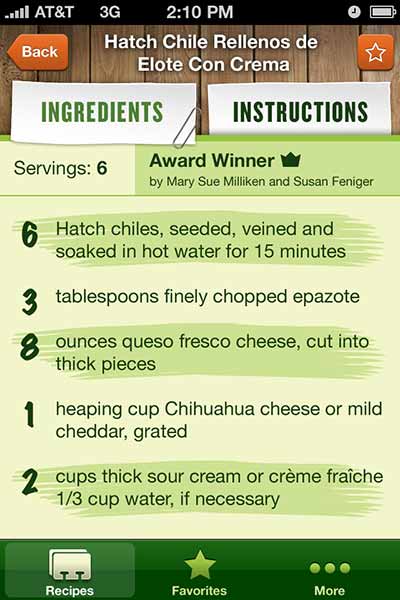 AT&T 3G 2:10 PM
Back
Hatch Chile Rellenos de
Elote Con Crema
INGREDIENTS
INSTRUCTIONS
Servings: 6
Award Winner
by Mary Sue Milliken and Susan Feniger
6 Hatch chiles, seeded, veined and
soaked in hot water for 15 minutes
3 tablespoons finely chopped epazote
8 ounces queso fresco cheese, cut into
thick pieces
1 heaping cup Chihuahua cheese or mild
cheddar, grated
2 cups thick sour cream or crème fraîche
1/3 cup water, if necessary
Recipes
Favorites
More